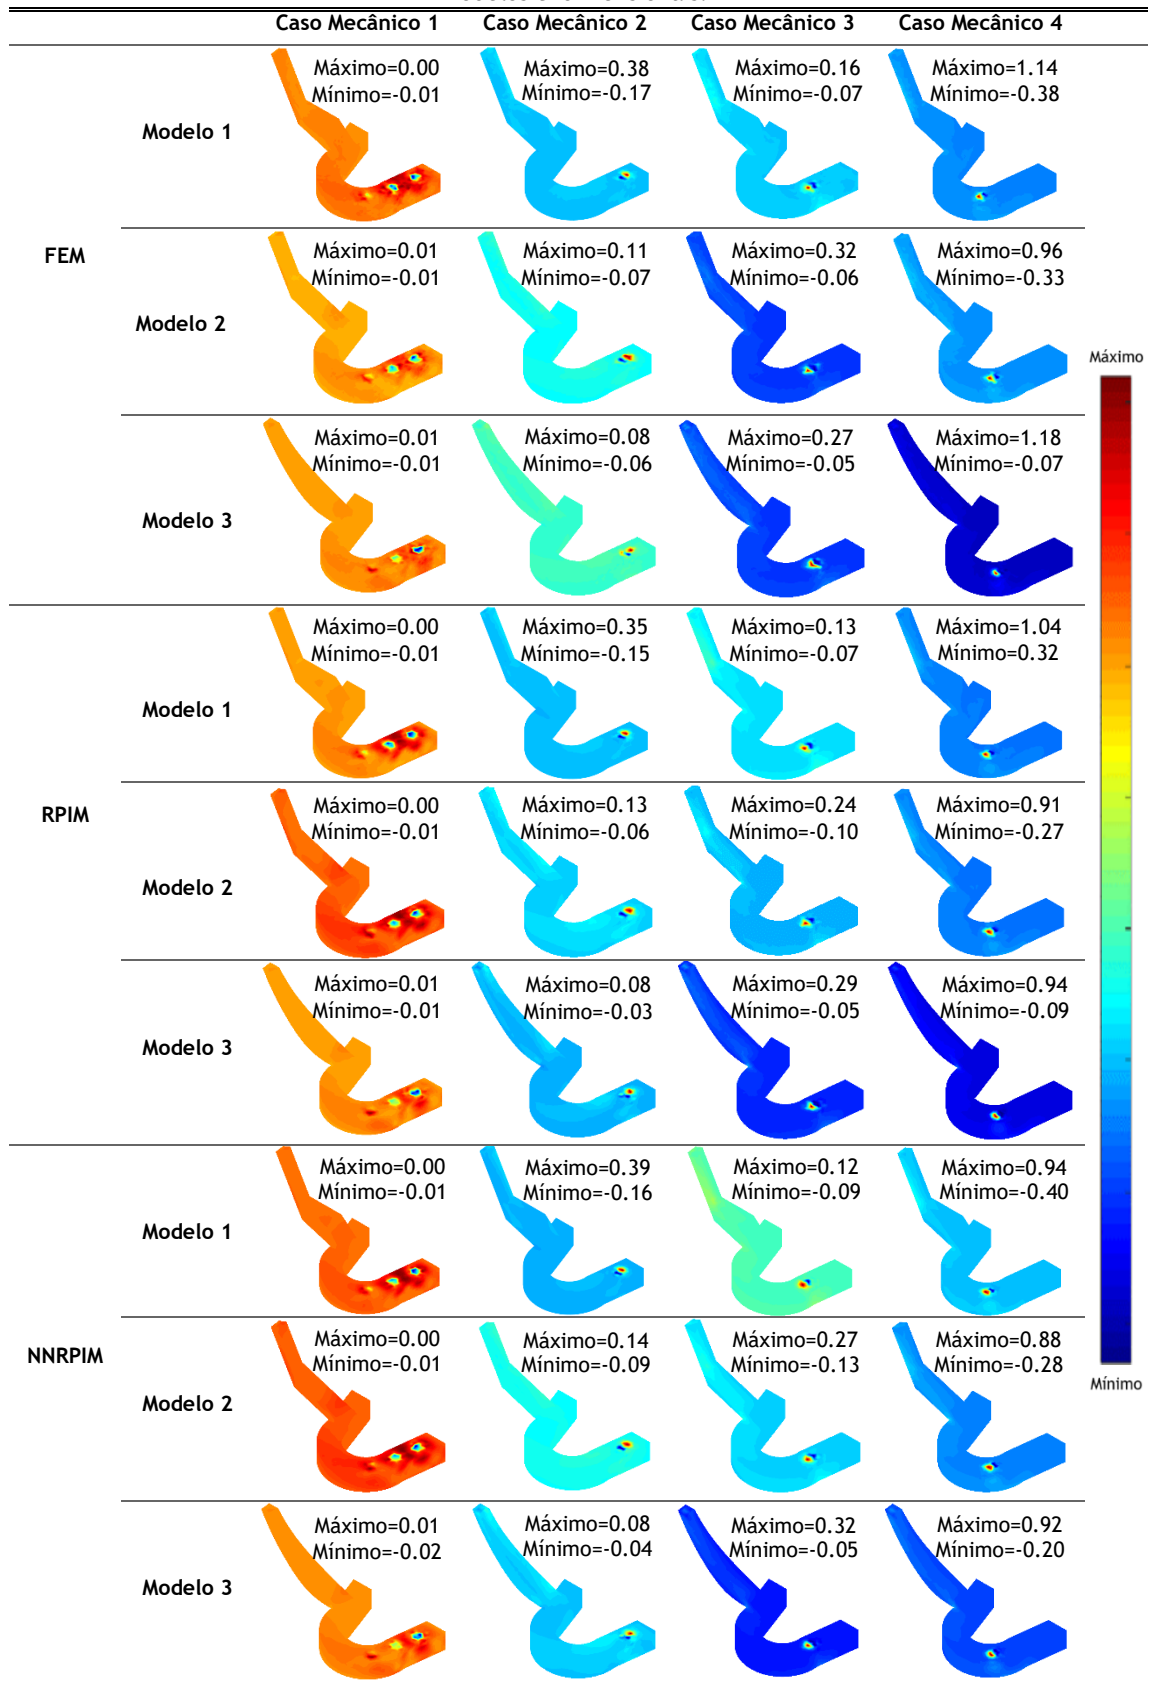 Caso Mecânico 1 Caso Mecânico 2 Caso Mecânico 3 Caso Mecânico 4
FEM
Modelo 1
Máximo=0.00
Mínimo=-0.01
Máximo=0.38
Mínimo=-0.17
Máximo=0.16
Mínimo=-0.07
Máximo=1.14
Mínimo=-0.38
Modelo 2
Máximo=0.01
Mínimo=-0.01
Máximo=0.11
Mínimo=-0.07
Máximo=0.32
Mínimo=-0.06
Máximo=0.96
Mínimo=-0.33
Modelo 3
Máximo=0.01
Mínimo=-0.01
Máximo=0.08
Mínimo=-0.06
Máximo=0.27
Mínimo=-0.05
Máximo=1.18
Mínimo=-0.07
RPIM
Modelo 1
Máximo=0.00
Mínimo=-0.01
Máximo=0.35
Mínimo=-0.15
Máximo=0.13
Mínimo=-0.07
Máximo=1.04
Mínimo=0.32
Modelo 2
Máximo=0.00
Mínimo=-0.01
Máximo=0.13
Mínimo=-0.06
Máximo=0.24
Mínimo=-0.10
Máximo=0.91
Mínimo=-0.27
Modelo 3
Máximo=0.01
Mínimo=-0.01
Máximo=0.08
Mínimo=-0.03
Máximo=0.29
Mínimo=-0.05
Máximo=0.94
Mínimo=-0.09
NNRPIM
Modelo 1
Máximo=0.00
Mínimo=-0.01
Máximo=0.39
Mínimo=-0.16
Máximo=0.12
Mínimo=-0.09
Máximo=0.94
Mínimo=-0.40
Modelo 2
Máximo=0.00
Mínimo=-0.01
Máximo=0.14
Mínimo=-0.09
Máximo=0.27
Mínimo=-0.13
Máximo=0.88
Mínimo=-0.28
Modelo 3
Máximo=0.01
Mínimo=-0.02
Máximo=0.08
Mínimo=-0.04
Máximo=0.32
Mínimo=-0.05
Máximo=0.92
Mínimo=-0.20
Máximo
Mínimo